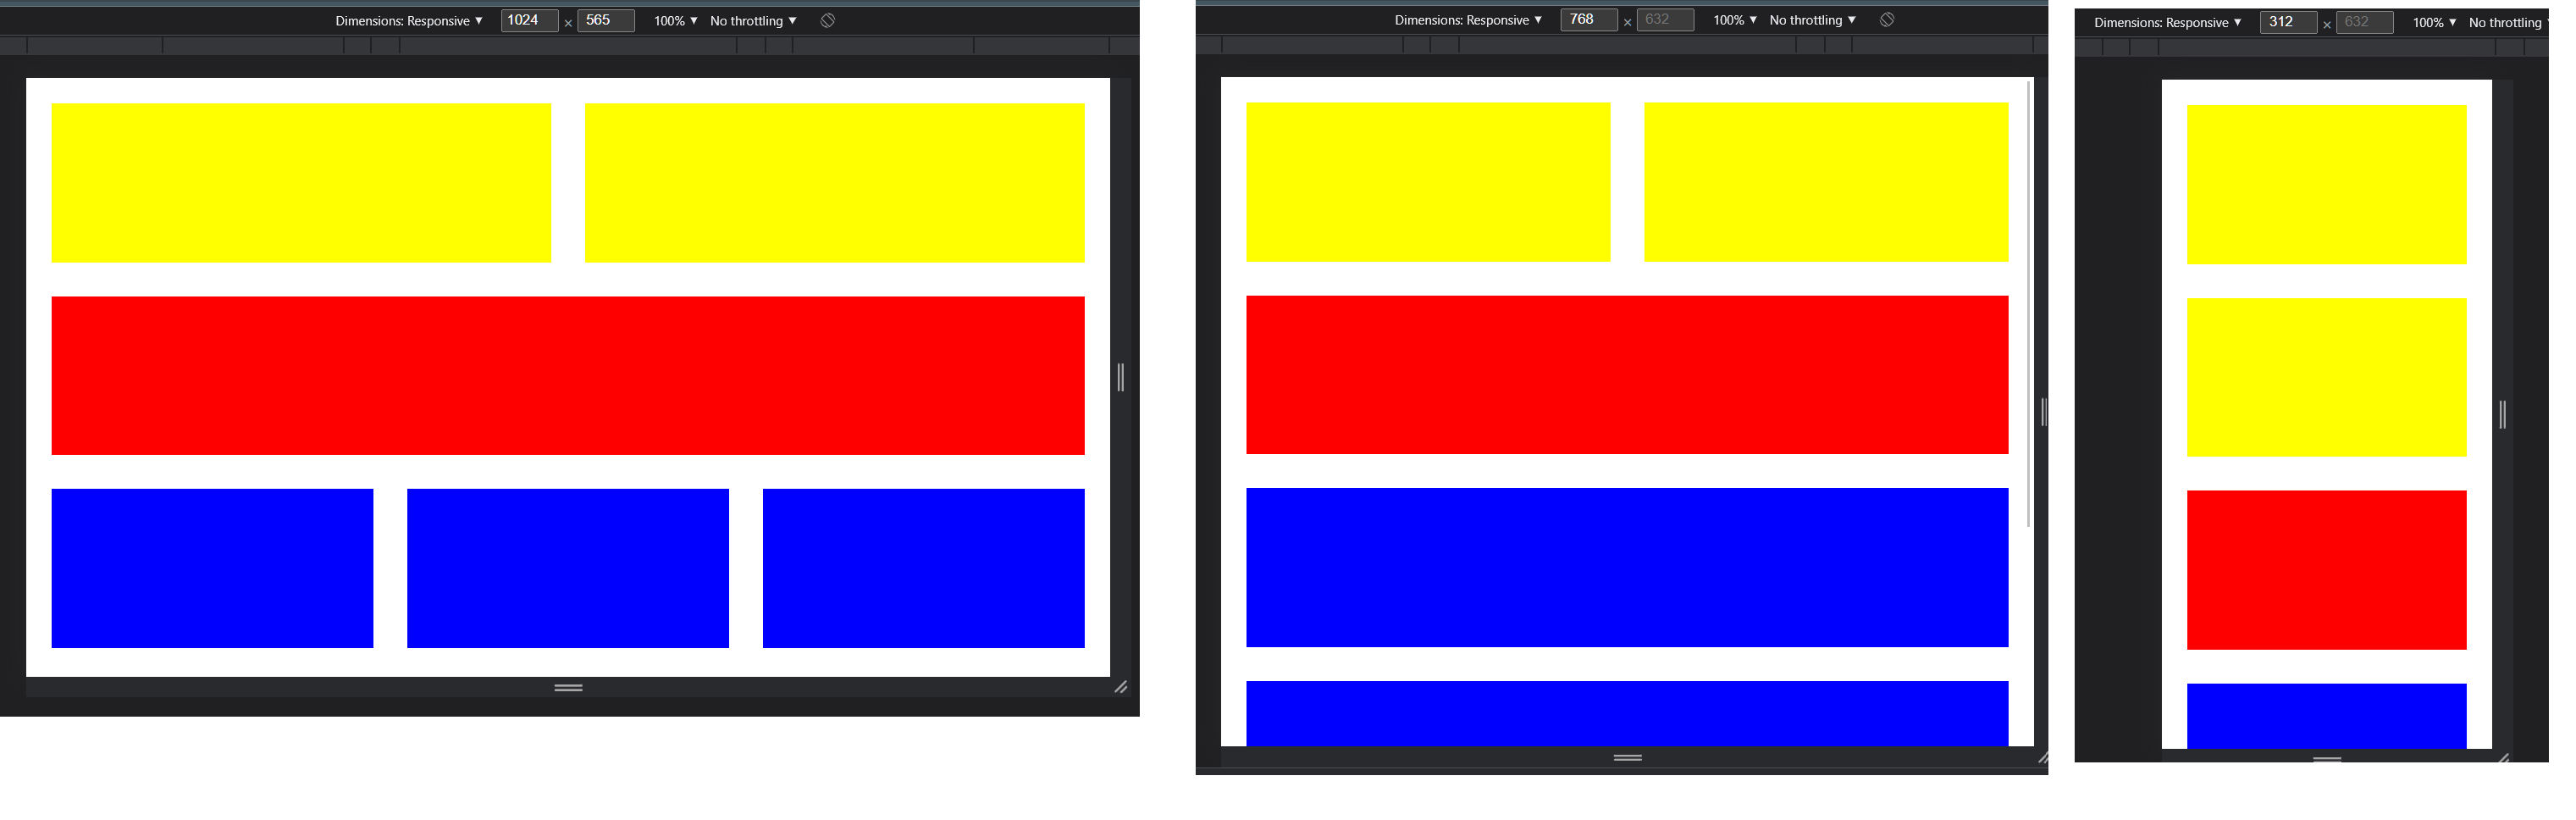 Dimensions: Responsive ▼ 1024 × 565 100% ▼ No throttling ▼
Dimensions: Responsive ▼ 768 × 632 100% ▼ No throttling ▼
Dimensions: Responsive ▼ 312 × 632 100% ▼ No throttling